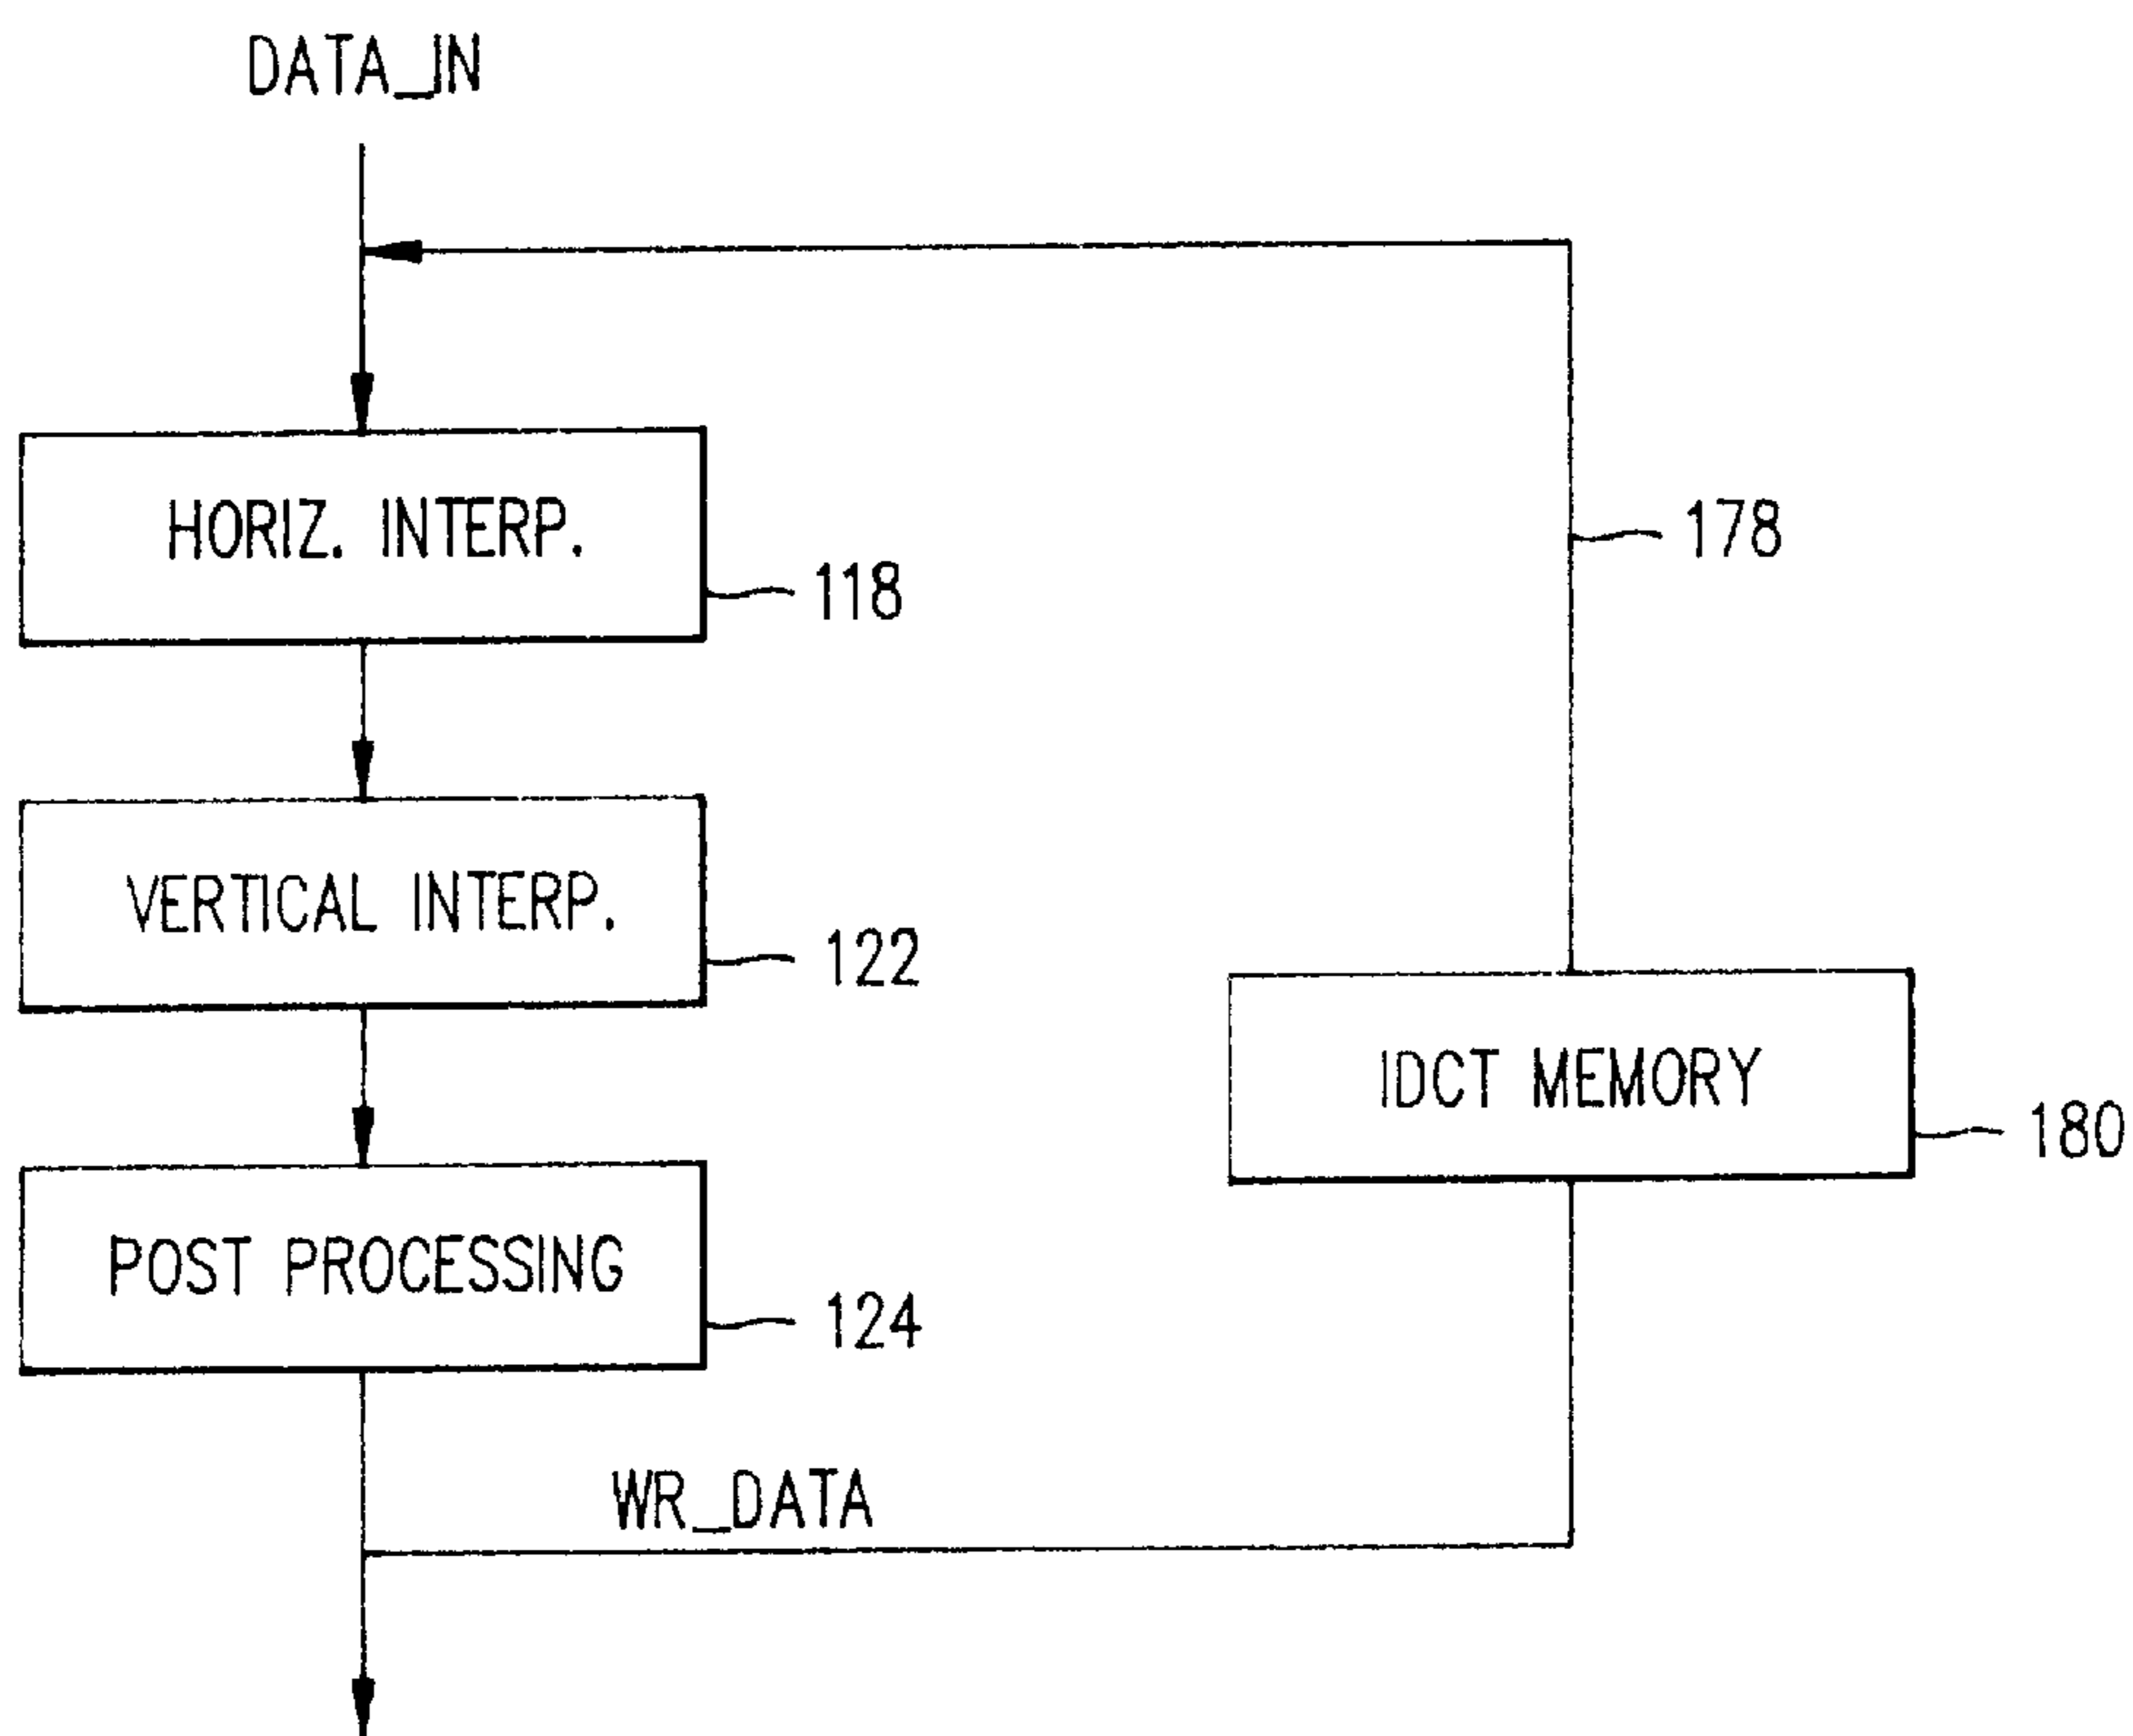 DATA_IN
HORIZ. INTERP.
118
178
VERTICAL INTERP.
122
IDCT MEMORY
180
POST PROCESSING
124
WR_DATA